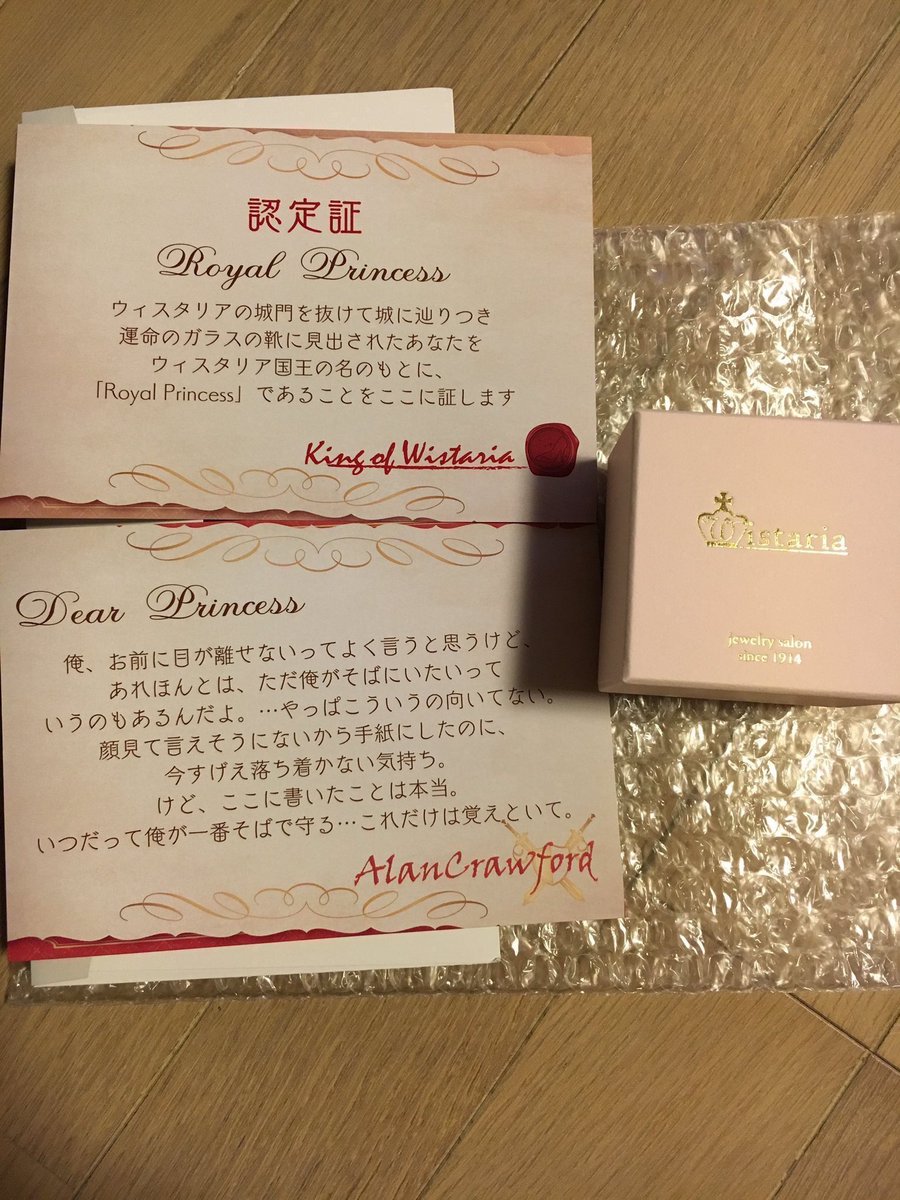 認定証
Royal Princess
ウィスタリアの城門を抜けて城に辿りつき
運命のガラスの靴に見出されたあなたを
ウィスタリア国王の名のもとに、
「Royal Princess」であることをここに証します
King of Wistaria
Dear Princess
俺、お前に目が離せないってよく言うと思うけど、
あれほんとは、ただ俺がそばにいたいって
いうのもあるんだよ。…やっぱこういうの向いてない。
顔見て言えそうにないから手紙にしたのに、
今すげえ落ち着かない気持ち。
けど、ここに書いたことは本当。
いつだって俺が一番そばで守る…これだけは覚えといて。
AlanCrawford
Wistaria
jewelry salon
since 1914